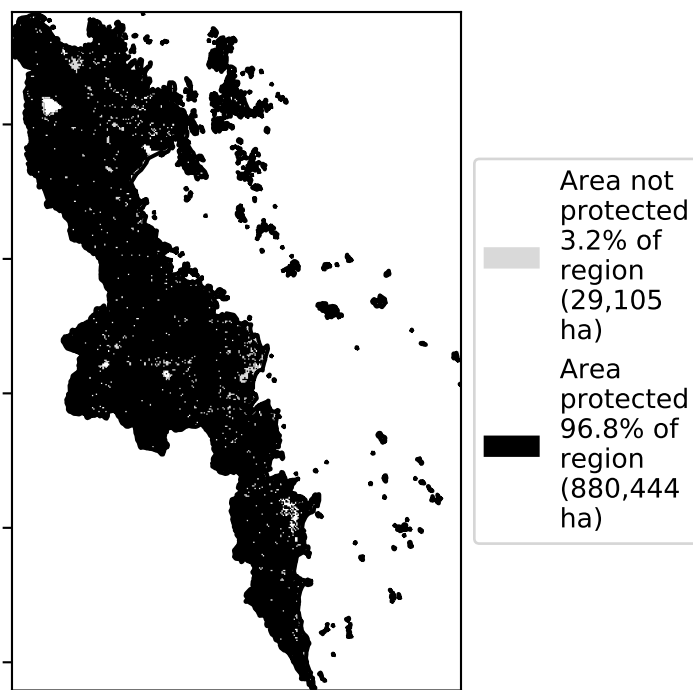 Area not
protected
3.2% of
region
(29,105
ha)
Area
protected
96.8% of
region
(880,444
ha)